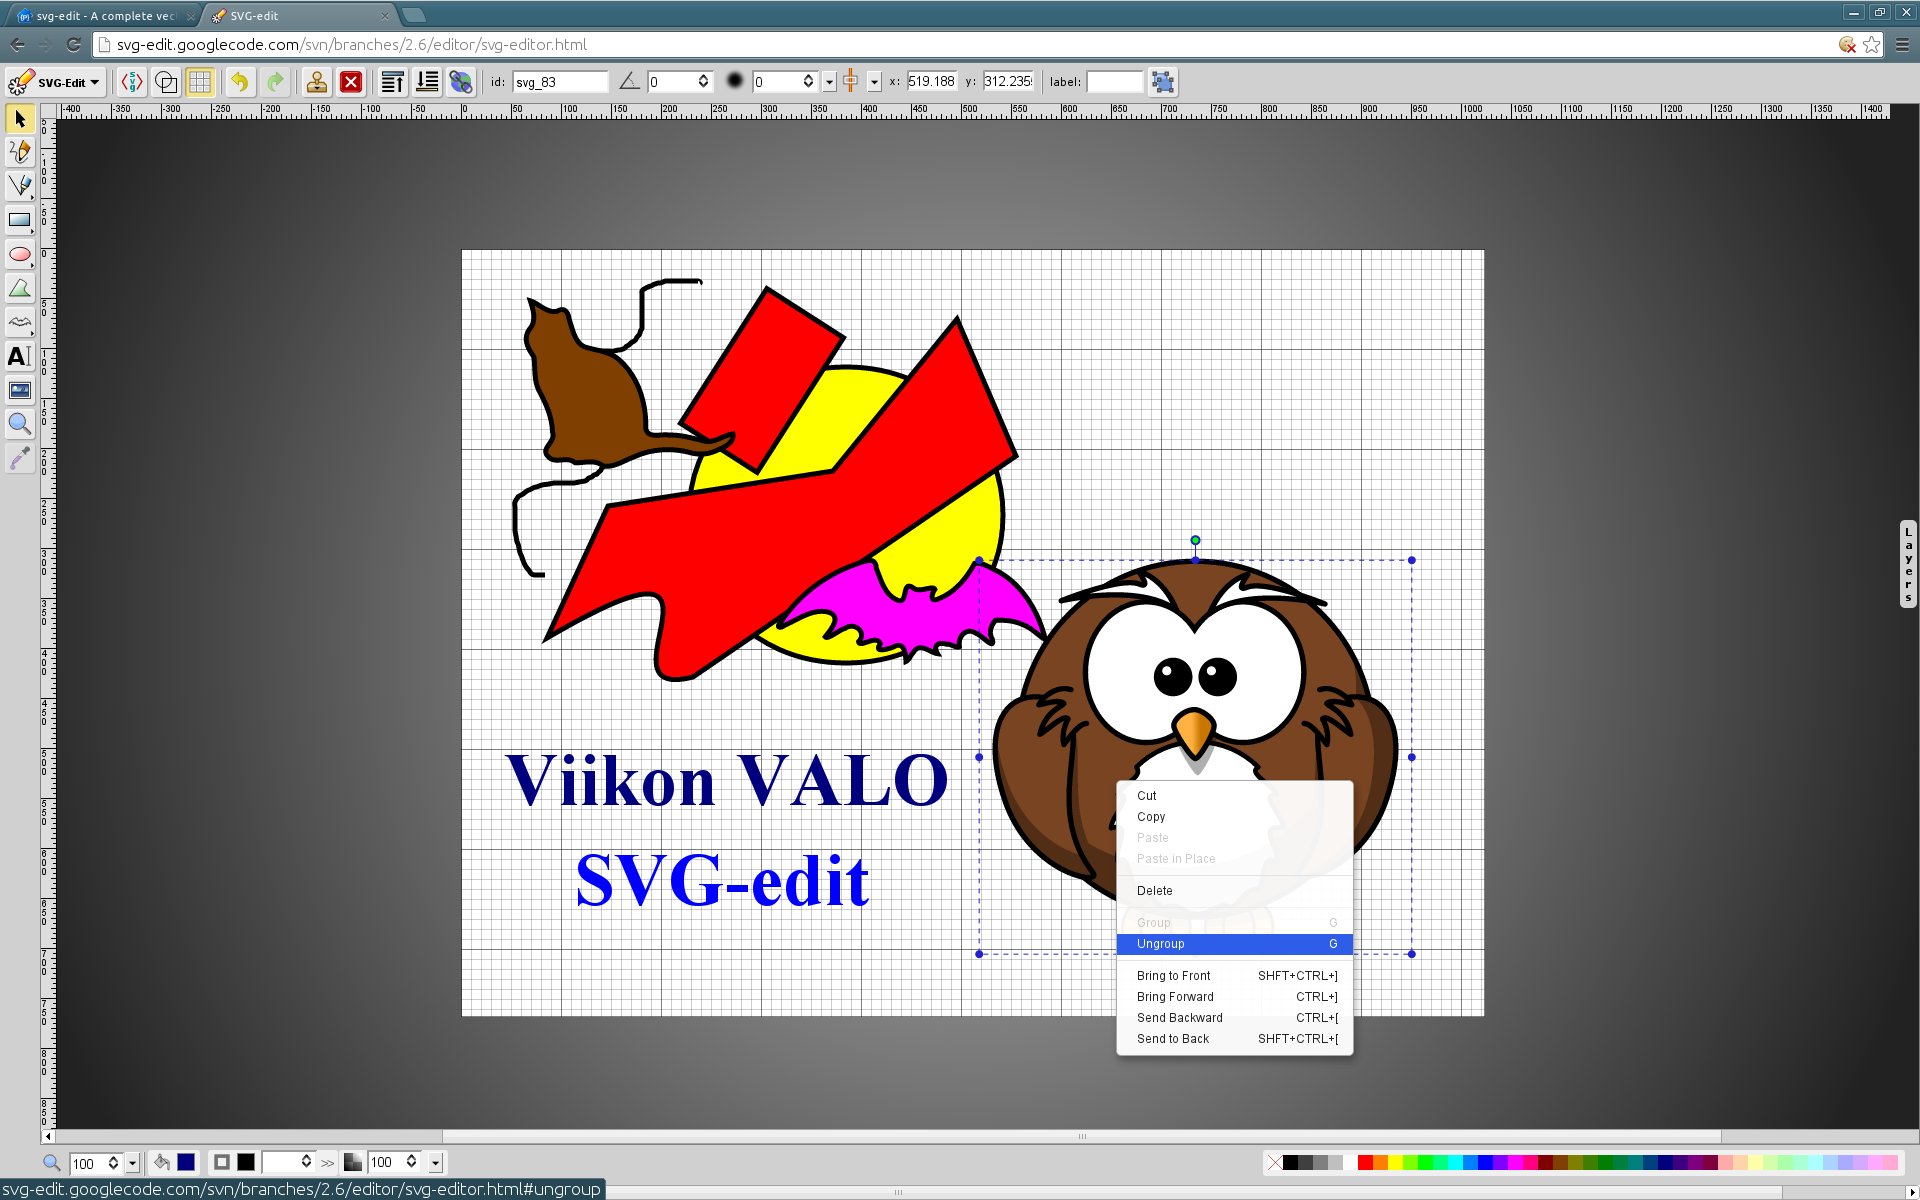 svg-edit - A complete vec
SVG-edit
svg-edit.googlecode.com/svn/branches/2.6/editor/svg-editor.html
SVG-Edit
id: svg_83
0
0
x: 519.188 y: 312.235
label:
-400 -350 -300 -250 -200 -150 -100 -50 0 50 100 150 200 250 300 350 400 450 500 550 600 650 700 750 800 850 900 950 1000 1050 1100 1150 1200 1250 1300 1350 1400
Layers
Viikon VALO
SVG-edit
Cut
Copy
Paste
Paste in Place
Delete
Group G
Ungroup G
Bring to Front SHFT+CTRL+]
Bring Forward CTRL+]
Send Backward CTRL+[
Send to Back SHFT+CTRL+[
100
>>
100
svg-edit.googlecode.com/svn/branches/2.6/editor/svg-editor.html#ungroup